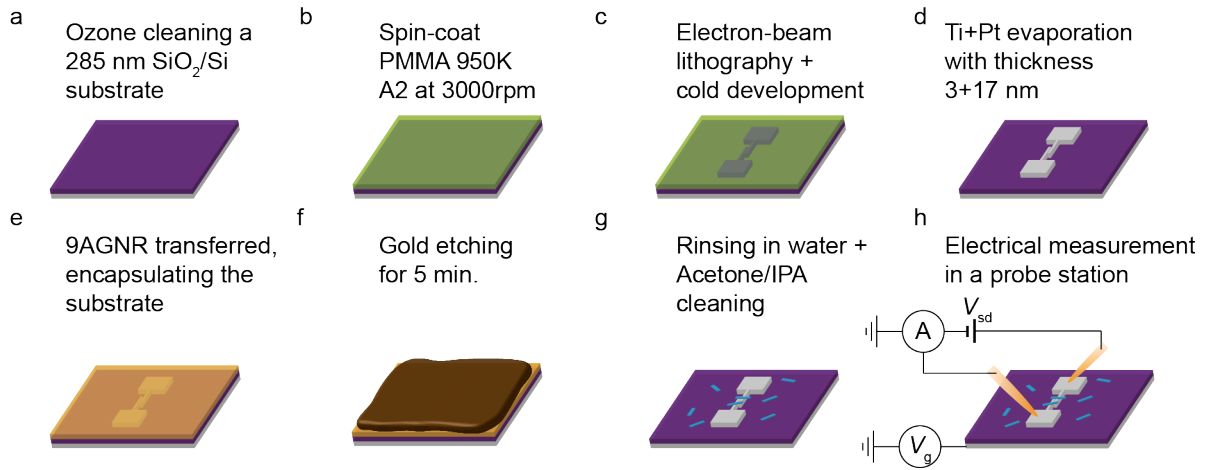 a
Ozone cleaning a
285 nm SiO₂/Si
substrate
b
Spin-coat
PMMA 950K
A2 at 3000rpm
c
Electron-beam
lithography +
cold development
d
Ti+Pt evaporation
with thickness
3+17 nm
e
9AGNR transferred,
encapsulating the
substrate
f
Gold etching
for 5 min.
g
Rinsing in water +
Acetone/IPA
cleaning
h
Electrical measurement
in a probe station
V_sd
A
V_g